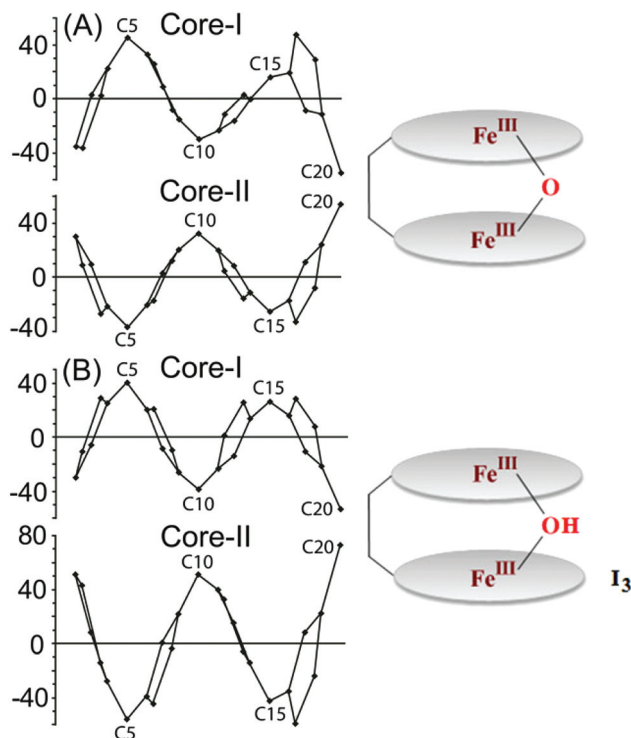 (A) Core-I
40
0
-40
C5
C10
C15
C20
Core-II
40
0
-40
C5
C10
C15
C20
Fe^III
O
Fe^III
(B) Core-I
40
0
-40
C5
C10
C15
C20
Core-II
80
40
0
-40
C5
C10
C15
C20
Fe^III
OH
Fe^III
I₃